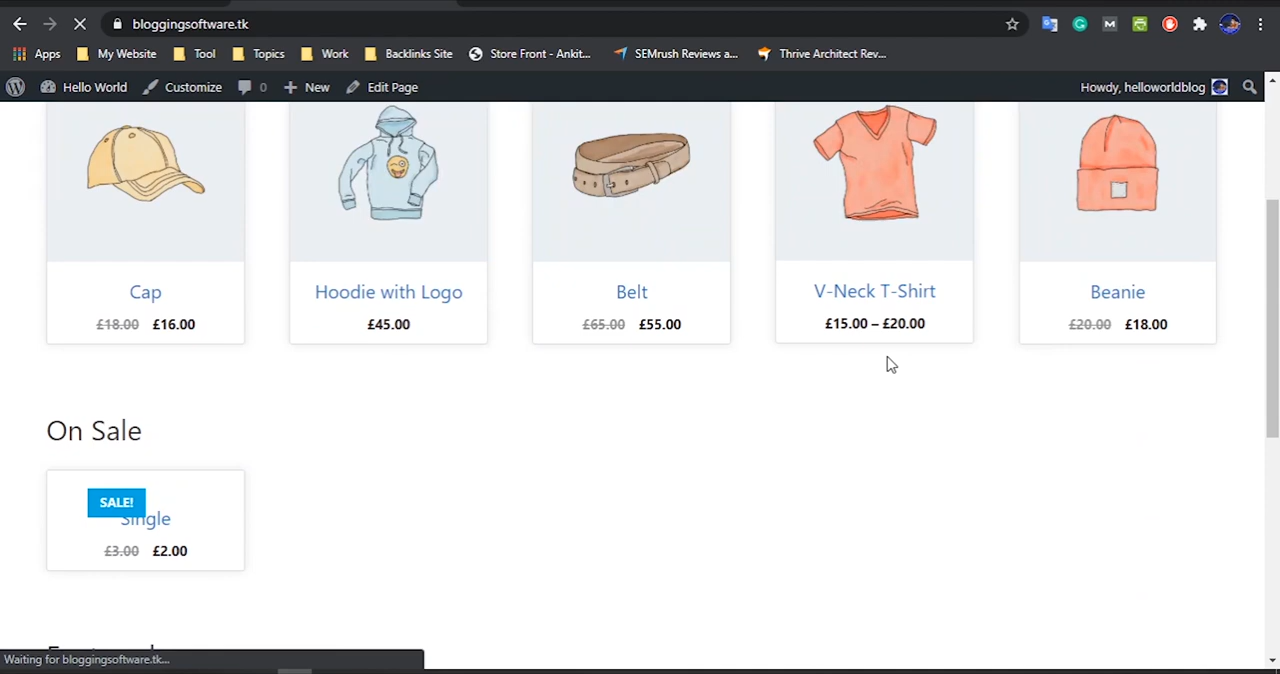 bloggingsoftware.tk
Apps My Website Tool Topics Work Backlinks Site Store Front - Ankit... SEMrush Reviews a... Thrive Architect Rev...
Hello World Customize 0 New Edit Page Howdy, helloworldblog
Cap Hoodie with Logo Belt V-Neck T-Shirt Beanie
£18.00 £16.00 £45.00 £65.00 £55.00 £15.00 – £20.00 £20.00 £18.00
On Sale
SALE!
Single
£3.00 £2.00
Waiting for bloggingsoftware.tk...